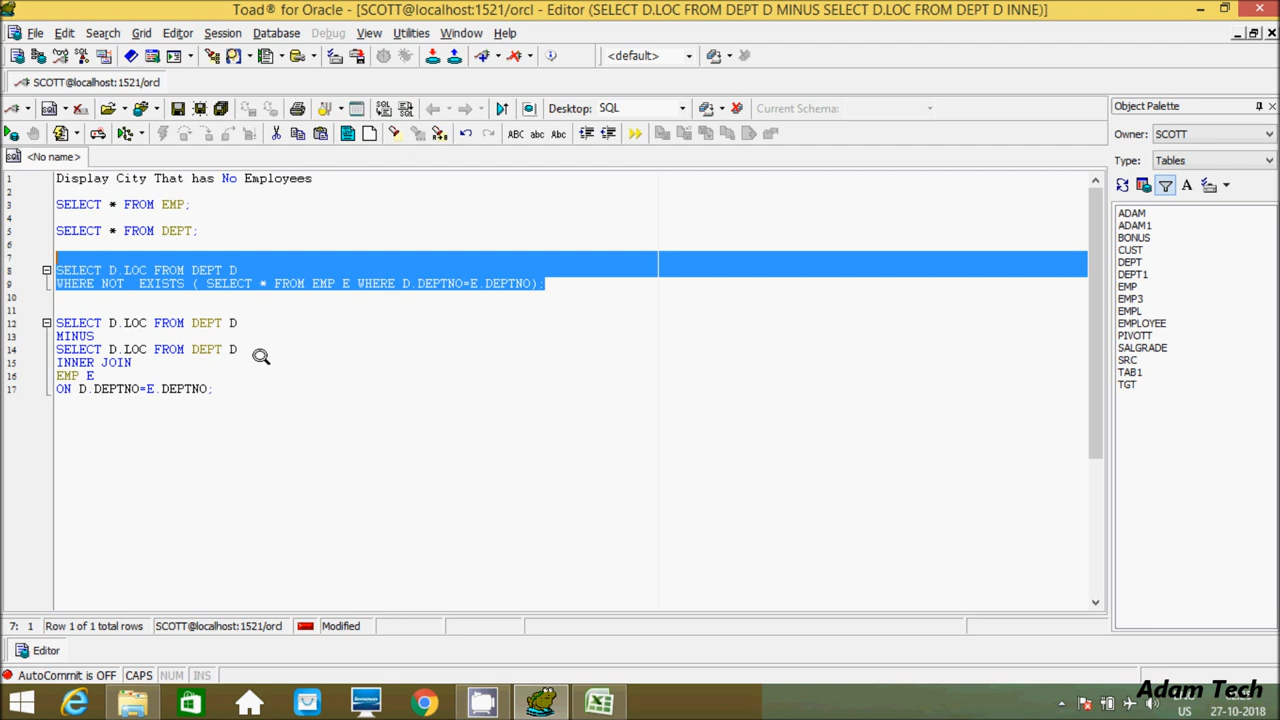 Toad® for Oracle - [SCOTT@localhost:1521/orcl - Editor (SELECT D.LOC FROM DEPT D MINUS SELECT D.LOC FROM DEPT D INNE)]
File Edit Search Grid Editor Session Database Debug View Utilities Window Help
<default>
SCOTT@localhost:1521/orcl
Desktop: SQL Current Schema:
<No name>
1 Display City That has No Employees
2
3 SELECT * FROM EMP;
4
5 SELECT * FROM DEPT;
6
7
8 SELECT D.LOC FROM DEPT D
9 WHERE NOT EXISTS ( SELECT * FROM EMP E WHERE D.DEPTNO=E.DEPTNO);
10
11
12 SELECT D.LOC FROM DEPT D
13 MINUS
14 SELECT D.LOC FROM DEPT D
15 INNER JOIN
16 EMP E
17 ON D.DEPTNO=E.DEPTNO;
Object Palette
Owner: SCOTT
Type: Tables
ADAM
ADAM1
BONUS
CUST
DEPT
DEPT1
EMP
EMP3
EMPL
EMPLOYEE
PIVOTT
SALGRADE
SRC
TAB1
TGT
7: 1 Row 1 of 1 total rows SCOTT@localhost:1521/orcl Modified
Editor
AutoCommit is OFF CAPS NUM INS
Adam Tech
US 27-10-2018